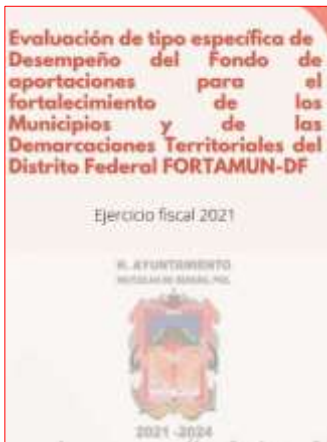 Evaluación de tipo específica de
Desempeño del Fondo de
aportaciones para el
fortalecimiento de los
Municipios y de las
Demarcaciones Territoriales del
Distrito Federal FORTAMUN-DF
Ejercicio fiscal 2021
H. AYUNTAMIENTO
2021 - 2024